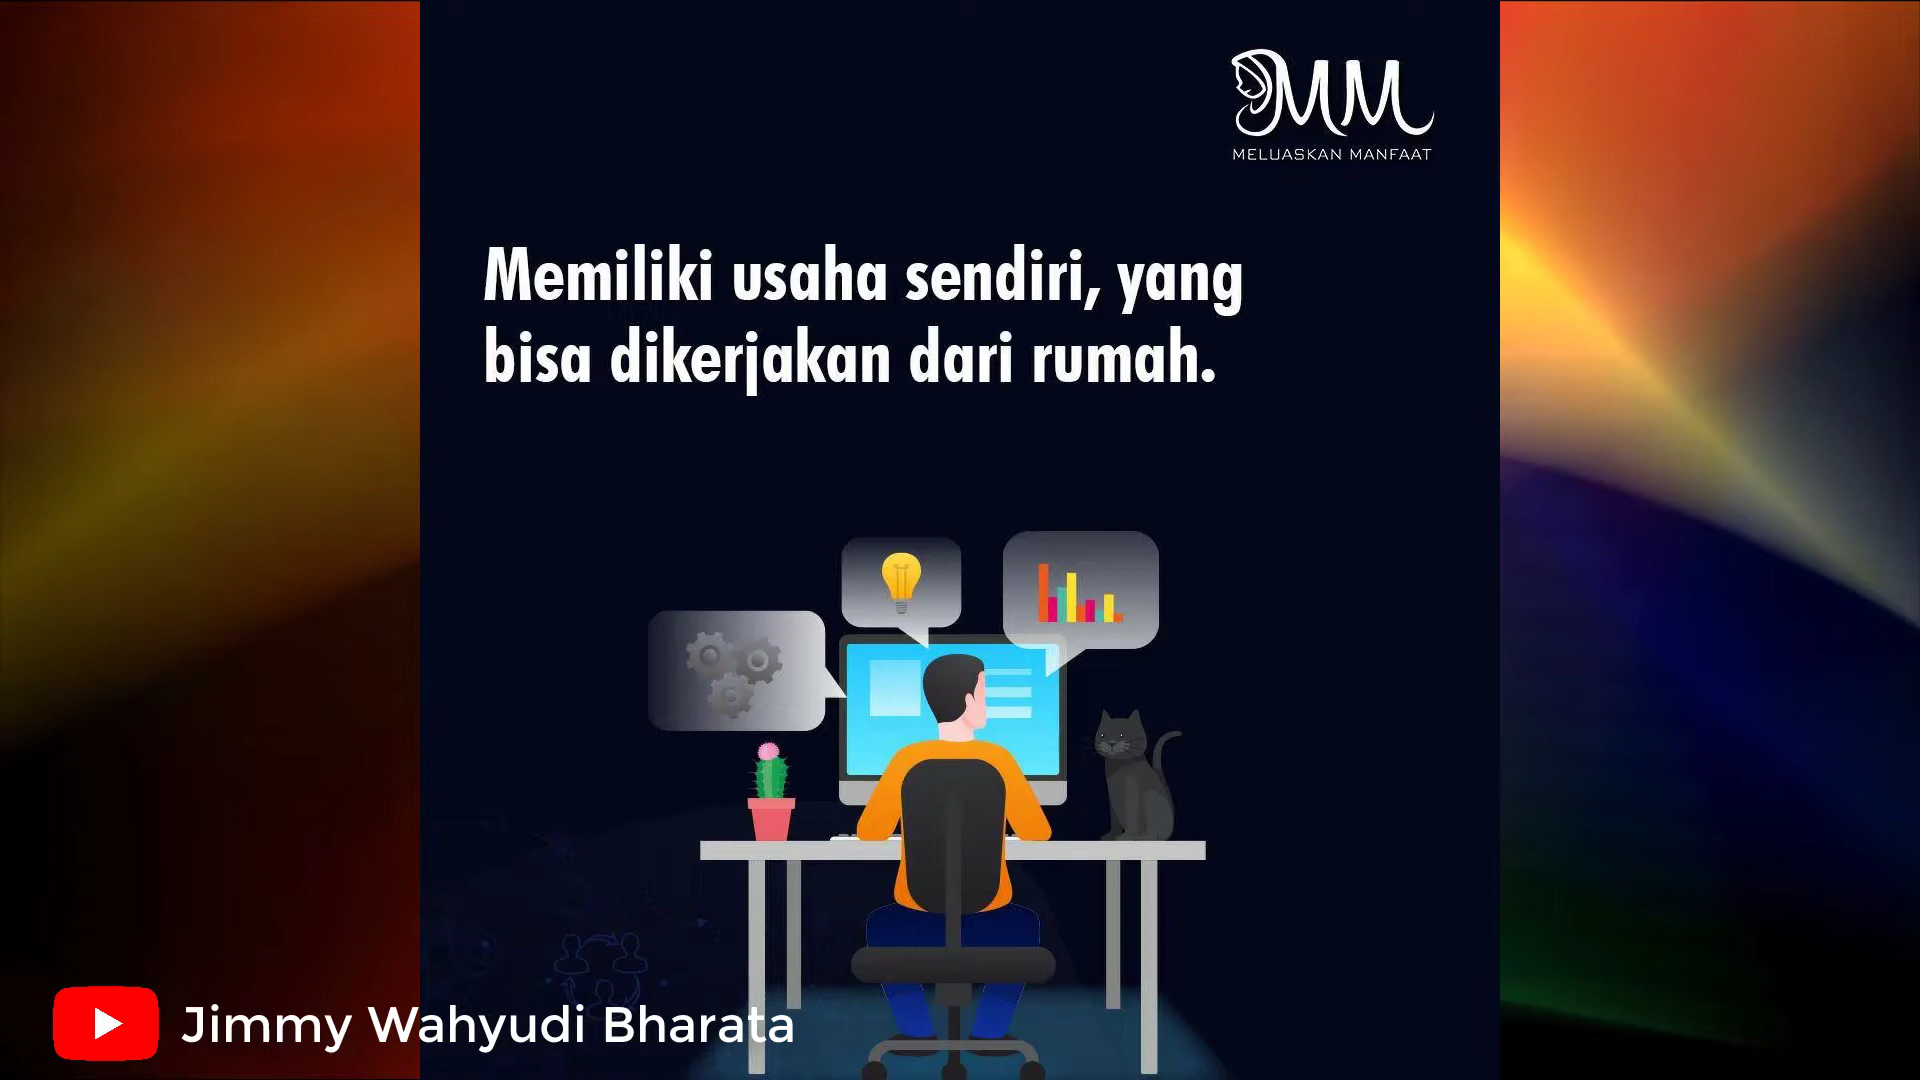 MM
MELUASKAN MANFAAT
Memiliki usaha sendiri, yang
bisa dikerjakan dari rumah.
Jimmy Wahyudi Bharata